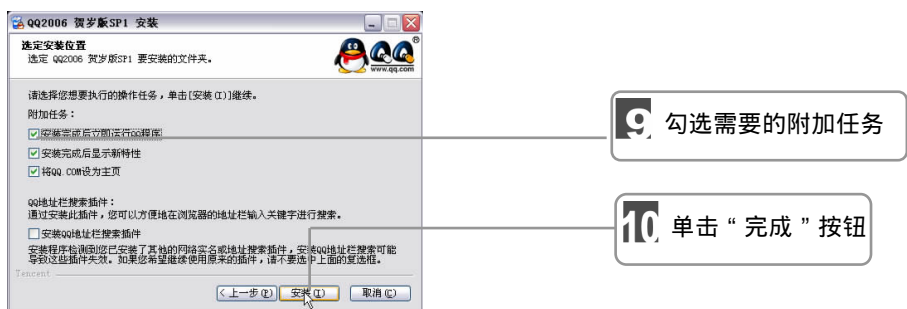 QQ2006 贺岁版SP1 安装
选定安装位置
选定 QQ2006 贺岁版SP1 要安装的文件夹。
QQ®
www.qq.com
请选择您想要执行的操作任务，单击[安装(I)]继续。
附加任务：
安装完成后立即运行QQ程序
安装完成后显示新特性
将QQ.COM设为主页
QQ地址栏搜索插件：
通过安装此插件，您可以方便地在浏览器的地址栏输入关键字进行搜索。
安装QQ地址栏搜索插件
安装程序检测到您已安装了其他的网络实名或地址搜索插件，安装QQ地址栏搜索可能
导致这些插件失效。如果您希望继续使用原来的插件，请不要选中上面的复选框。
Tencent
<上一步(P) 安装(I) 取消(C)
9 勾选需要的附加任务
10 单击“完成”按钮